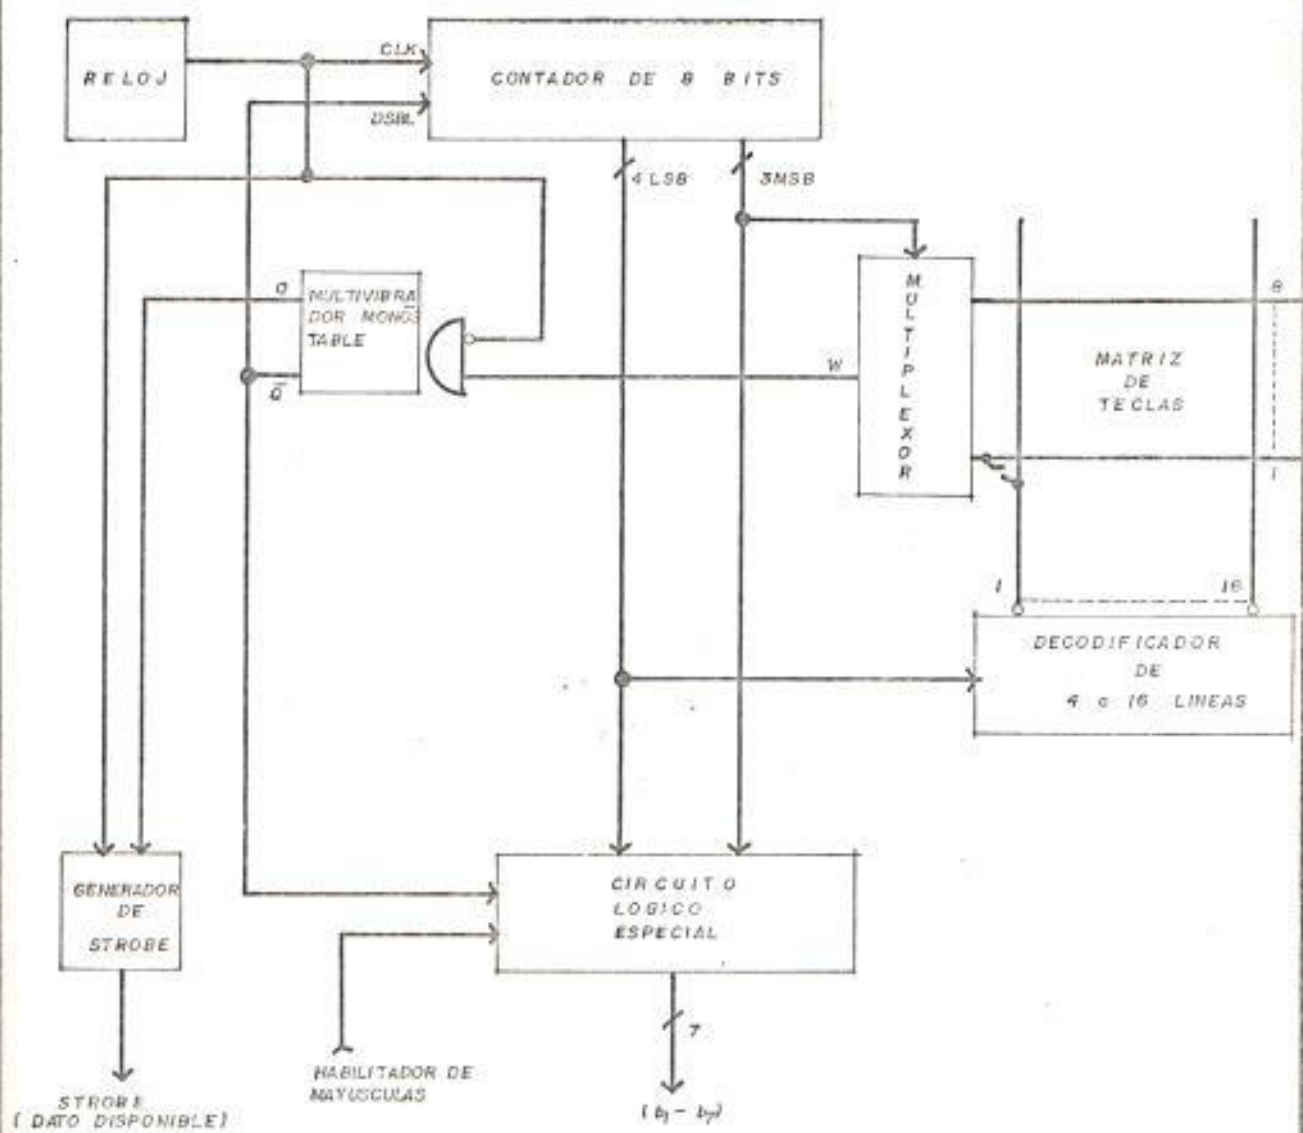 RELOJ
CLK
CONTADOR DE 8 BITS
DSBL
4 LSB
3MSB
Q
MULTIVIBRA
DOR MONOS
TABLE
Q̅
W
MULTIPLEXOR
8
MATRIZ
DE
TECLAS
1
1
16
DECODIFICADOR
DE
4 a 16 LINEAS
GENERADOR
DE
STROBE
CIRCUITO
LOGICO
ESPECIAL
7
HABILITADOR DE
MAYUSCULAS
STROBE
( DATO DISPONIBLE)
(b1 - b7)